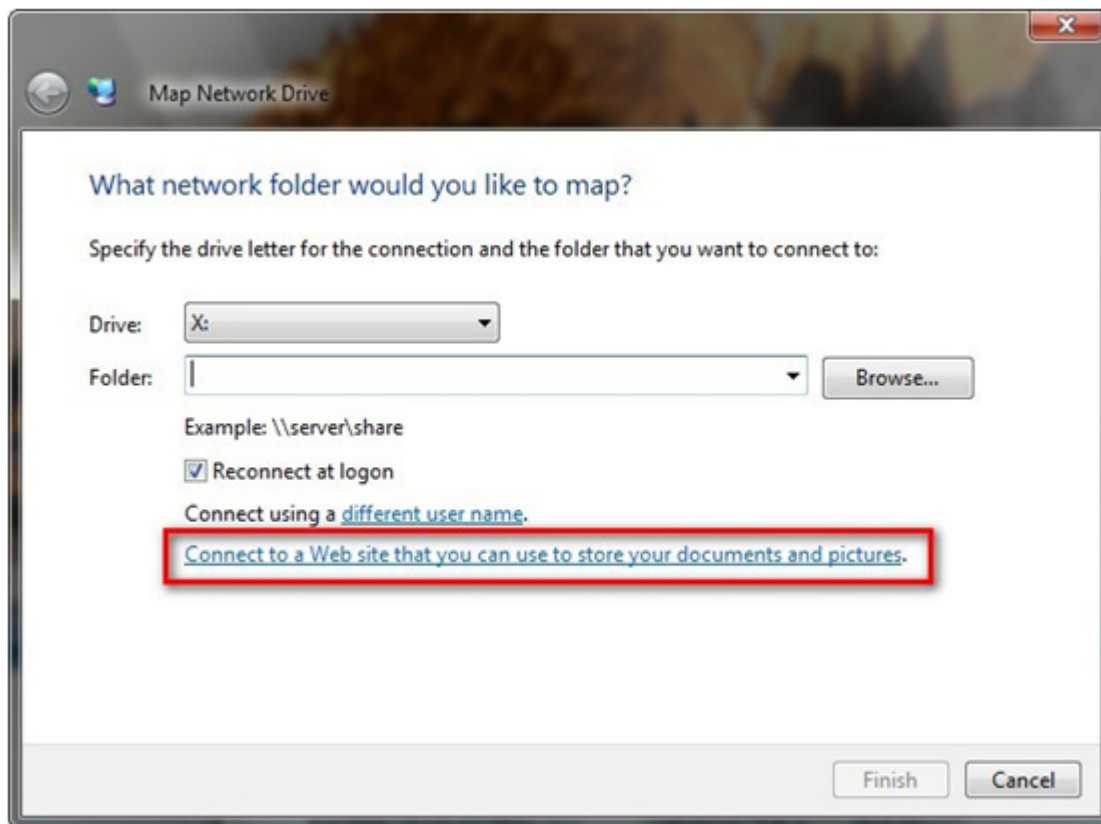 Map Network Drive
What network folder would you like to map?
Specify the drive letter for the connection and the folder that you want to connect to:
Drive: X:
Folder: Browse...
Example: \\server\share
Reconnect at logon
Connect using a different user name.
Connect to a Web site that you can use to store your documents and pictures.
Finish Cancel